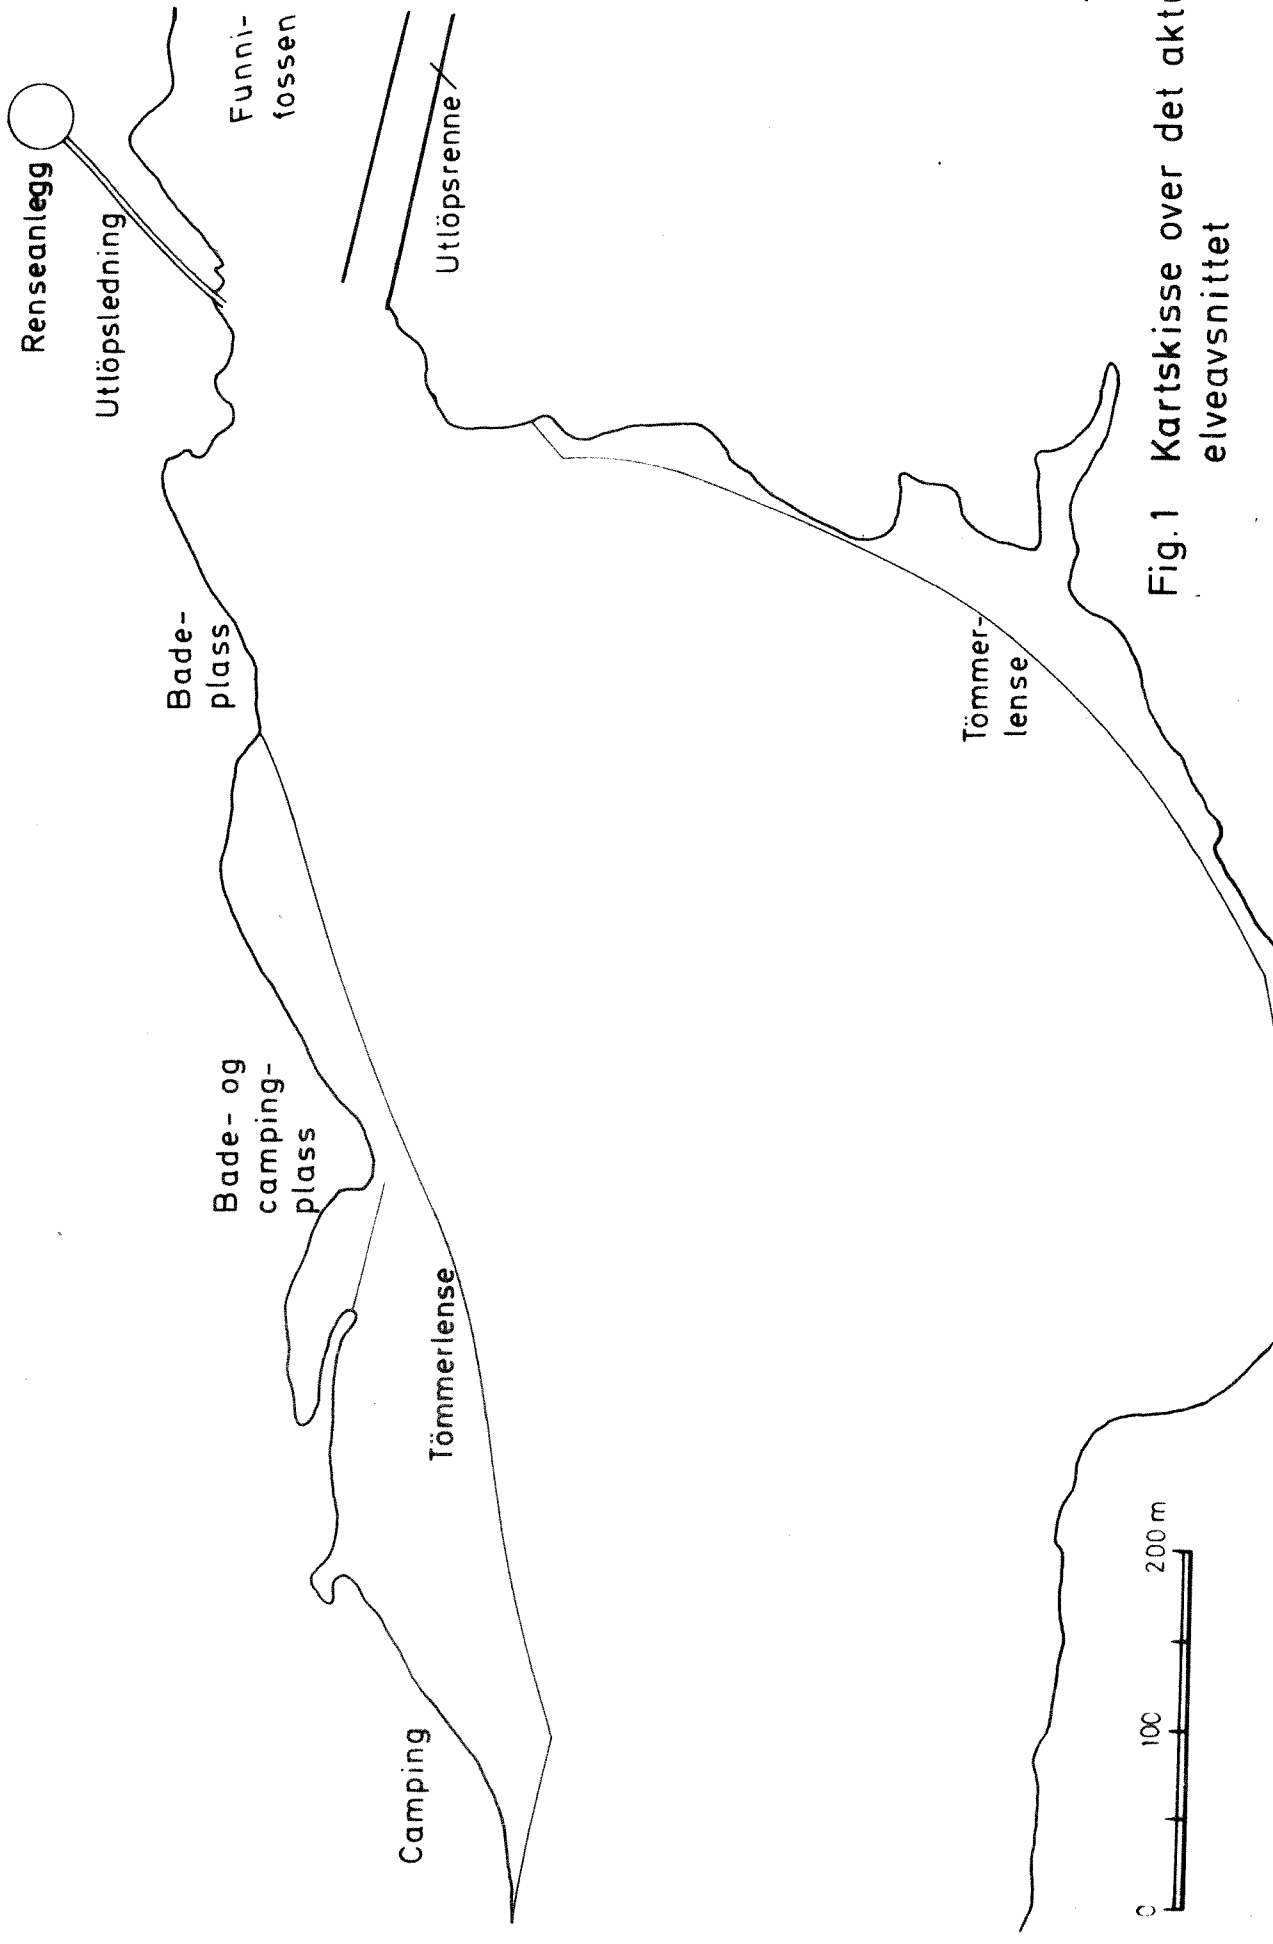 Renseanlegg
Utlöpsledning
Funni-
fossen
Utlöpsrenne
Bade-
plass
Bade- og
camping-
plass
Tömmerlense
Camping
Tömmer-
lense
0 100 200 m
Fig.1 Kartskisse over det
elveavsnittet